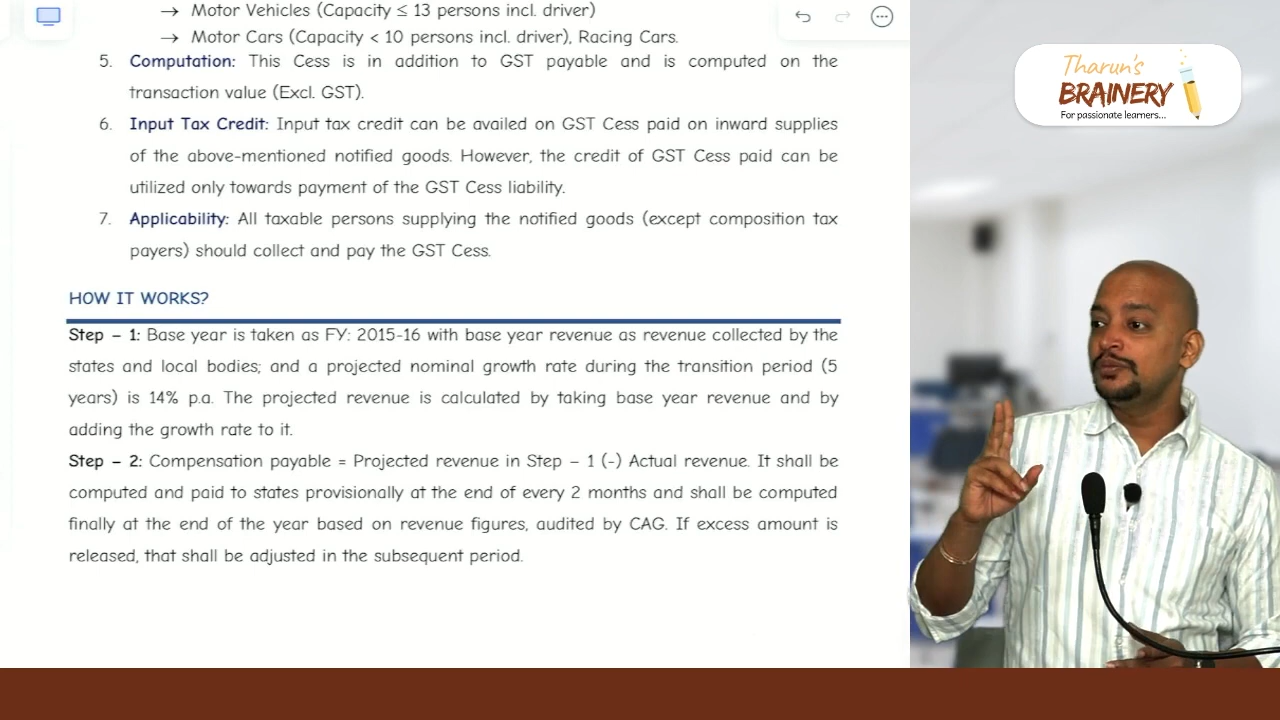 → Motor Vehicles (Capacity ≤ 13 persons incl. driver)
→ Motor Cars (Capacity < 10 persons incl. driver), Racing Cars.
5. Computation: This Cess is in addition to GST payable and is computed on the
transaction value (Excl. GST).
6. Input Tax Credit: Input tax credit can be availed on GST Cess paid on inward supplies
of the above-mentioned notified goods. However, the credit of GST Cess paid can be
utilized only towards payment of the GST Cess liability.
7. Applicability: All taxable persons supplying the notified goods (except composition tax
payers) should collect and pay the GST Cess.
HOW IT WORKS?
Step – 1: Base year is taken as FY: 2015-16 with base year revenue as revenue collected by the
states and local bodies; and a projected nominal growth rate during the transition period (5
years) is 14% p.a. The projected revenue is calculated by taking base year revenue and by
adding the growth rate to it.
Step – 2: Compensation payable = Projected revenue in Step – 1 (-) Actual revenue. It shall be
computed and paid to states provisionally at the end of every 2 months and shall be computed
finally at the end of the year based on revenue figures, audited by CAG. If excess amount is
released, that shall be adjusted in the subsequent period.
Tharun's
BRAINERY
For passionate learners...